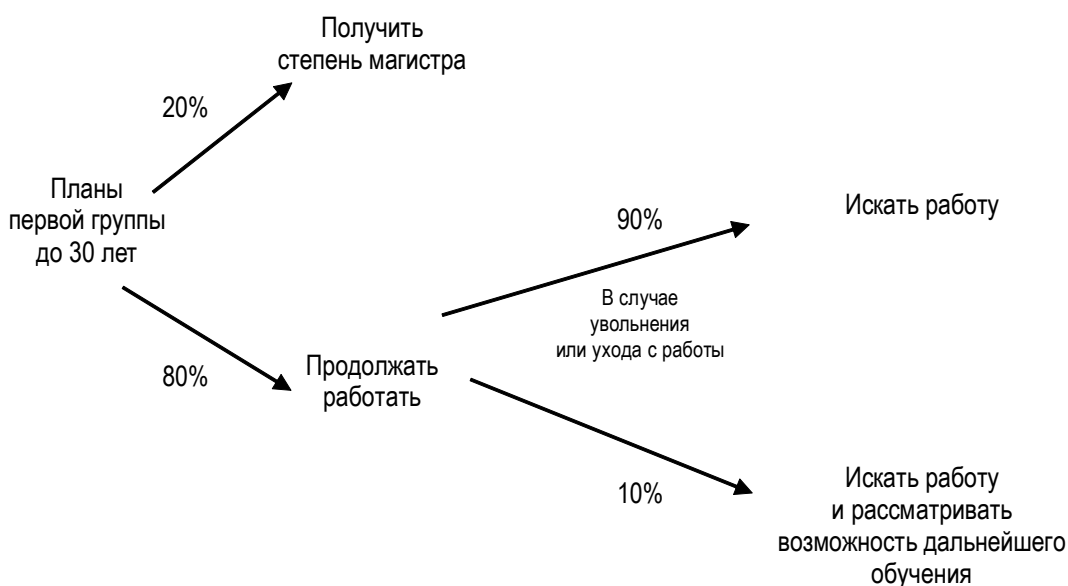 Получить
степень магистра
20%
Планы
первой группы
до 30 лет
90%
Искать работу
В случае
увольнения
или ухода с работы
80%
Продолжать
работать
10%
Искать работу
и рассматривать
возможность дальнейшего
обучения